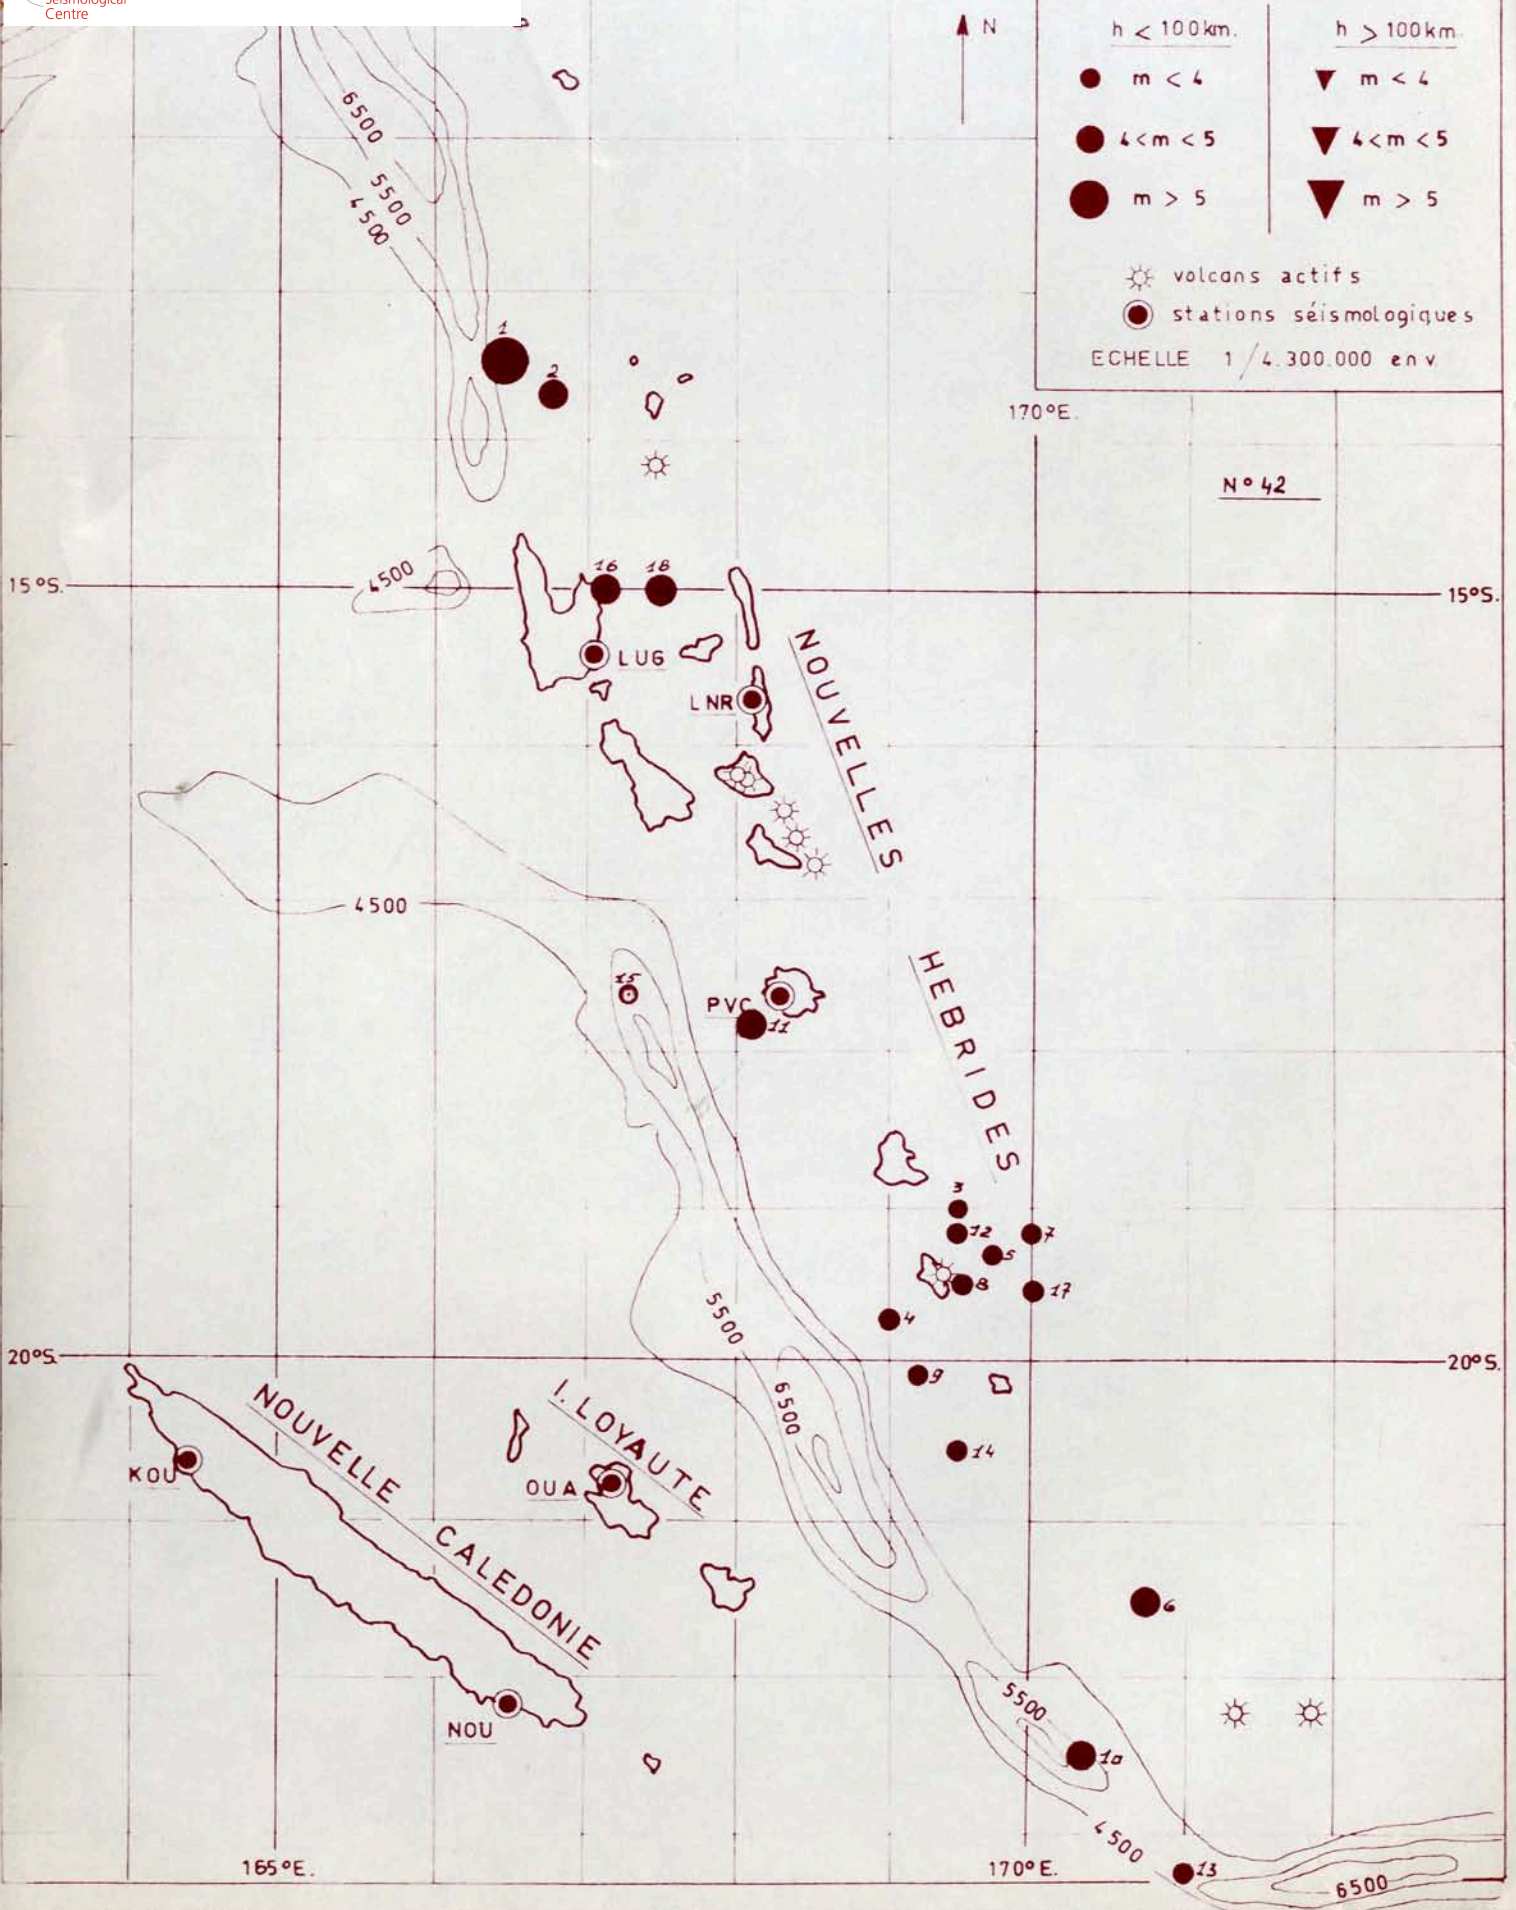 Seismological
Centre
N
h < 100km.
h > 100km
m < 4
m < 4
4<m < 5
4<m <5
m > 5
m > 5
volcans actifs
stations séismologiques
ECHELLE 1/4.300.000 env
6500
5500
4500
1
2
170°E.
N° 42
15°S.
4500
16
18
15°S.
LUG
LNR
NOUVELLES
4500
15
PVC
11
HEBRIDES
3
12
7
5
8
17
4
5500
20°S.
20°S.
9
6500
14
NOUVELLE CALEDONIE
I. LOYAUTE
KOU
OUA
6
5500
NOU
10
4500
165°E.
170°E.
13
6500